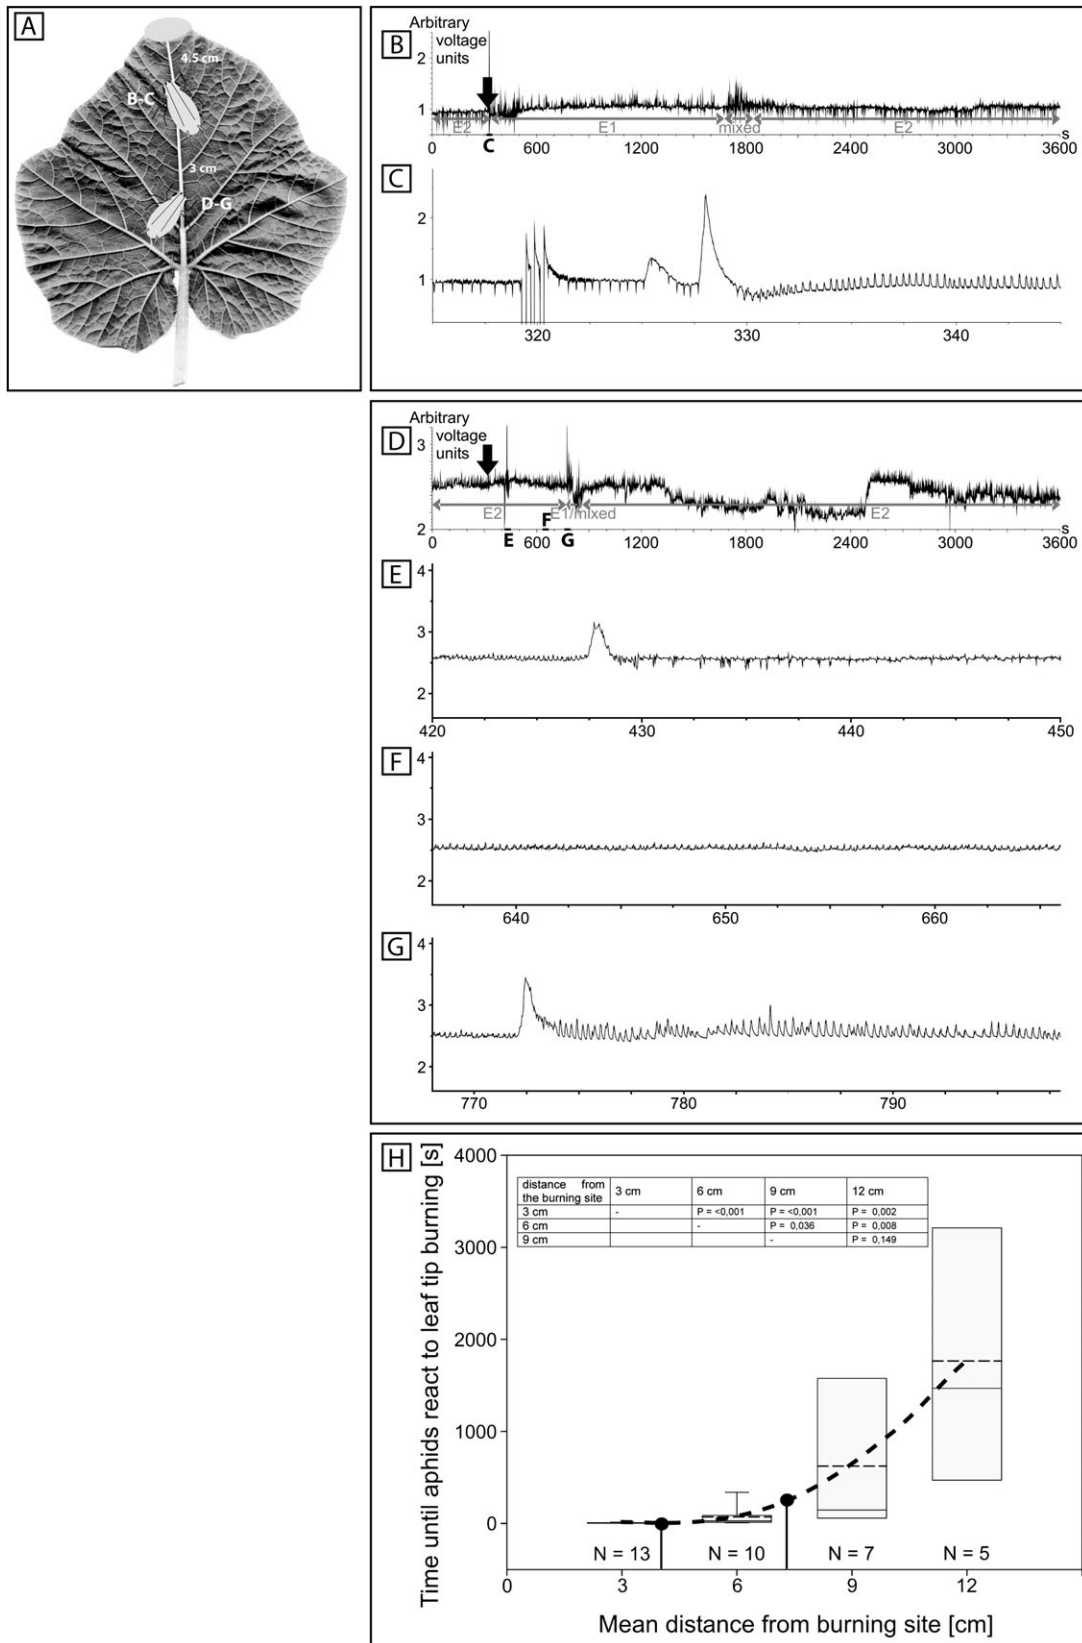 A
4.5 cm
B-C
3 cm
D-G
B
Arbitrary
voltage
units
2
1
E2
E1
mixed
E2
s
0 600 1200 1800 2400 3000 3600
C
C
2
1
320 330 340
D
Arbitrary
voltage
units
3
2
E2
E1/mixed
E2
s
F
0 600 1200 1800 2400 3000 3600
E G
E
4
3
2
420 430 440 450
F
4
3
2
640 650 660
G
4
3
2
770 780 790
H
Time until aphids react to leaf tip burning [s]
4000
3000
2000
1000
0
distance from
the burning site 3 cm 6 cm 9 cm 12 cm
3 cm - P = <0,001 P = <0,001 P = 0,002
6 cm - P = 0,036 P = 0,008
9 cm - P = 0,149
N = 13 N = 10 N = 7 N = 5
0 3 6 9 12
Mean distance from burning site [cm]